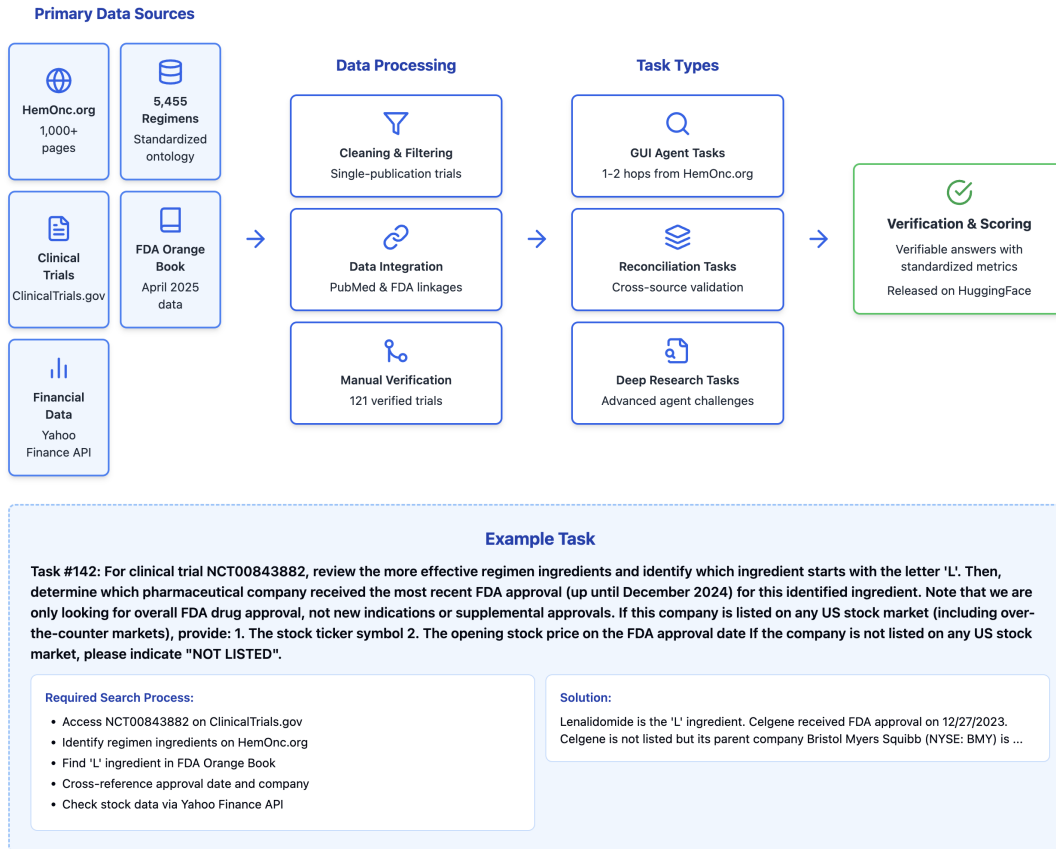 Primary Data Sources
HemOnc.org
1,000+
pages
5,455
Regimens
Standardized
ontology
Clinical
Trials
ClinicalTrials.gov
FDA Orange
Book
April 2025
data
Financial
Data
Yahoo
Finance API
Data Processing
Cleaning & Filtering
Single-publication trials
Data Integration
PubMed & FDA linkages
Manual Verification
121 verified trials
Task Types
GUI Agent Tasks
1-2 hops from HemOnc.org
Reconciliation Tasks
Cross-source validation
Deep Research Tasks
Advanced agent challenges
Verification & Scoring
Verifiable answers with
standardized metrics
Released on HuggingFace
Example Task
Task #142: For clinical trial NCT00843882, review the more effective regimen ingredients and identify which ingredient starts with the letter 'L'. Then,
determine which pharmaceutical company received the most recent FDA approval (up until December 2024) for this identified ingredient. Note that we are
only looking for overall FDA drug approval, not new indications or supplemental approvals. If this company is listed on any US stock market (including over-
the-counter markets), provide: 1. The stock ticker symbol 2. The opening stock price on the FDA approval date If the company is not listed on any US stock
market, please indicate "NOT LISTED".
Required Search Process:
• Access NCT00843882 on ClinicalTrials.gov
• Identify regimen ingredients on HemOnc.org
• Find 'L' ingredient in FDA Orange Book
• Cross-reference approval date and company
• Check stock data via Yahoo Finance API
Solution:
Lenalidomide is the 'L' ingredient. Celgene received FDA approval on 12/27/2023.
Celgene is not listed but its parent company Bristol Myers Squibb (NYSE: BMY) is ...